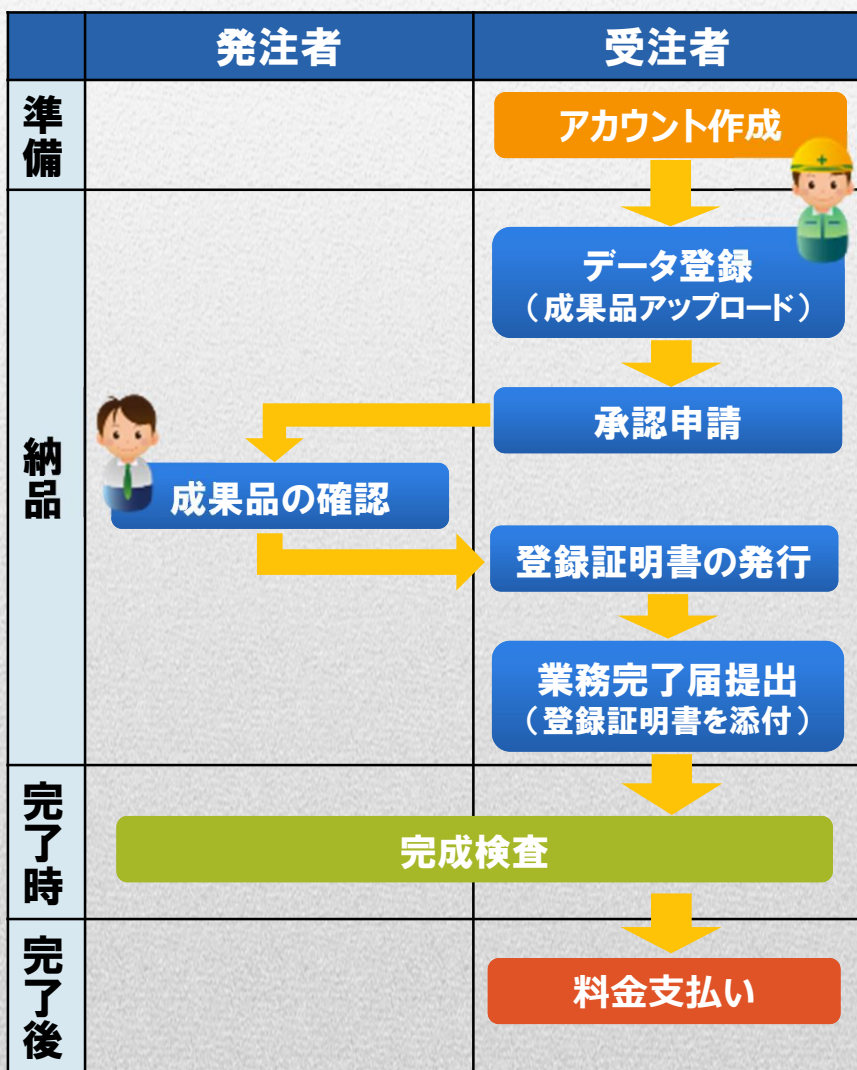 発注者
受注者
準備
アカウント作成
納品
データ登録
(成果品アップロード)
承認申請
成果品の確認
登録証明書の発行
業務完了届提出
(登録証明書を添付)
完了時
完成検査
完了後
料金支払い